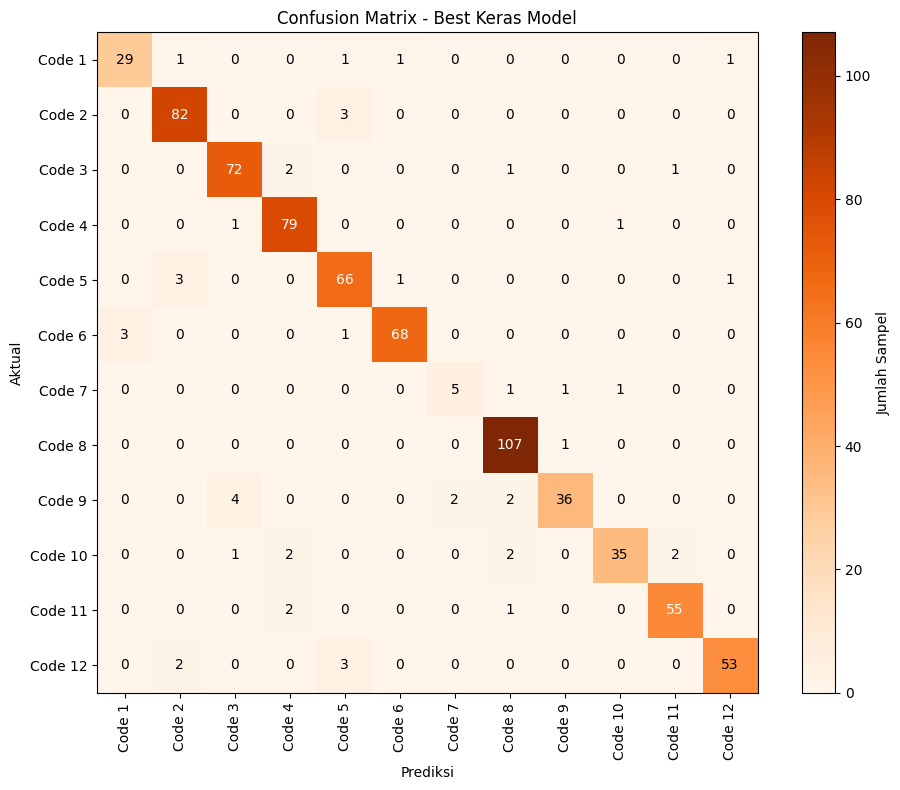 Confusion Matrix - Best Keras Model
Code 1 29 1 0 0 1 1 0 0 0 0 0 1
Code 2 0 82 0 0 3 0 0 0 0 0 0 0
Code 3 0 0 72 2 0 0 0 1 0 0 1 0
Code 4 0 0 1 79 0 0 0 0 0 1 0 0
Code 5 0 3 0 0 66 1 0 0 0 0 0 1
Code 6 3 0 0 0 1 68 0 0 0 0 0 0
Code 7 0 0 0 0 0 0 5 1 1 1 0 0
Code 8 0 0 0 0 0 0 0 107 1 0 0 0
Code 9 0 0 4 0 0 0 2 2 36 0 0 0
Code 10 0 0 1 2 0 0 0 2 0 35 2 0
Code 11 0 0 0 2 0 0 0 1 0 0 55 0
Code 12 0 2 0 0 3 0 0 0 0 0 0 53
Code 1 Code 2 Code 3 Code 4 Code 5 Code 6 Code 7 Code 8 Code 9 Code 10 Code 11 Code 12
Prediksi
Aktual
100
80
60
40
20
0
Jumlah Sampel